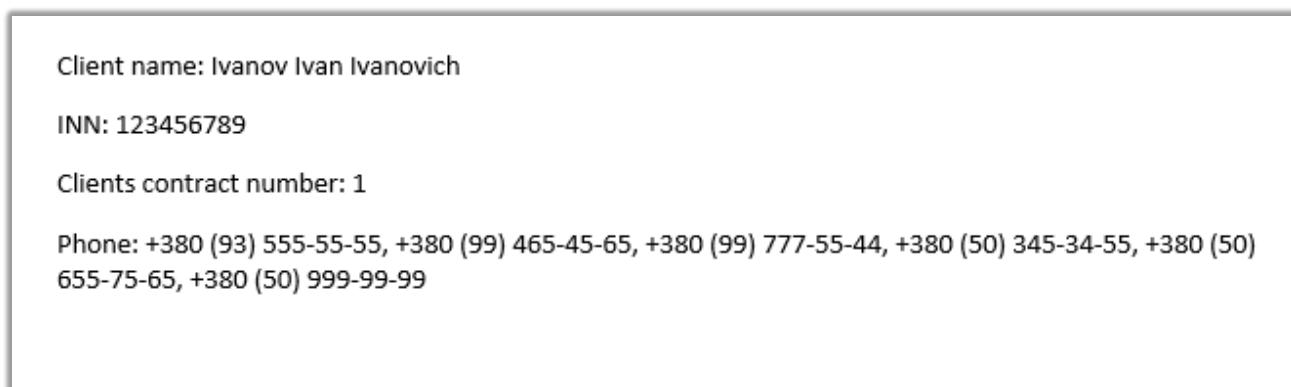 Client name: Ivanov Ivan Ivanovich
INN: 123456789
Clients contract number: 1
Phone: +380 (93) 555-55-55, +380 (99) 465-45-65, +380 (99) 777-55-44, +380 (50) 345-34-55, +380 (50)
655-75-65, +380 (50) 999-99-99